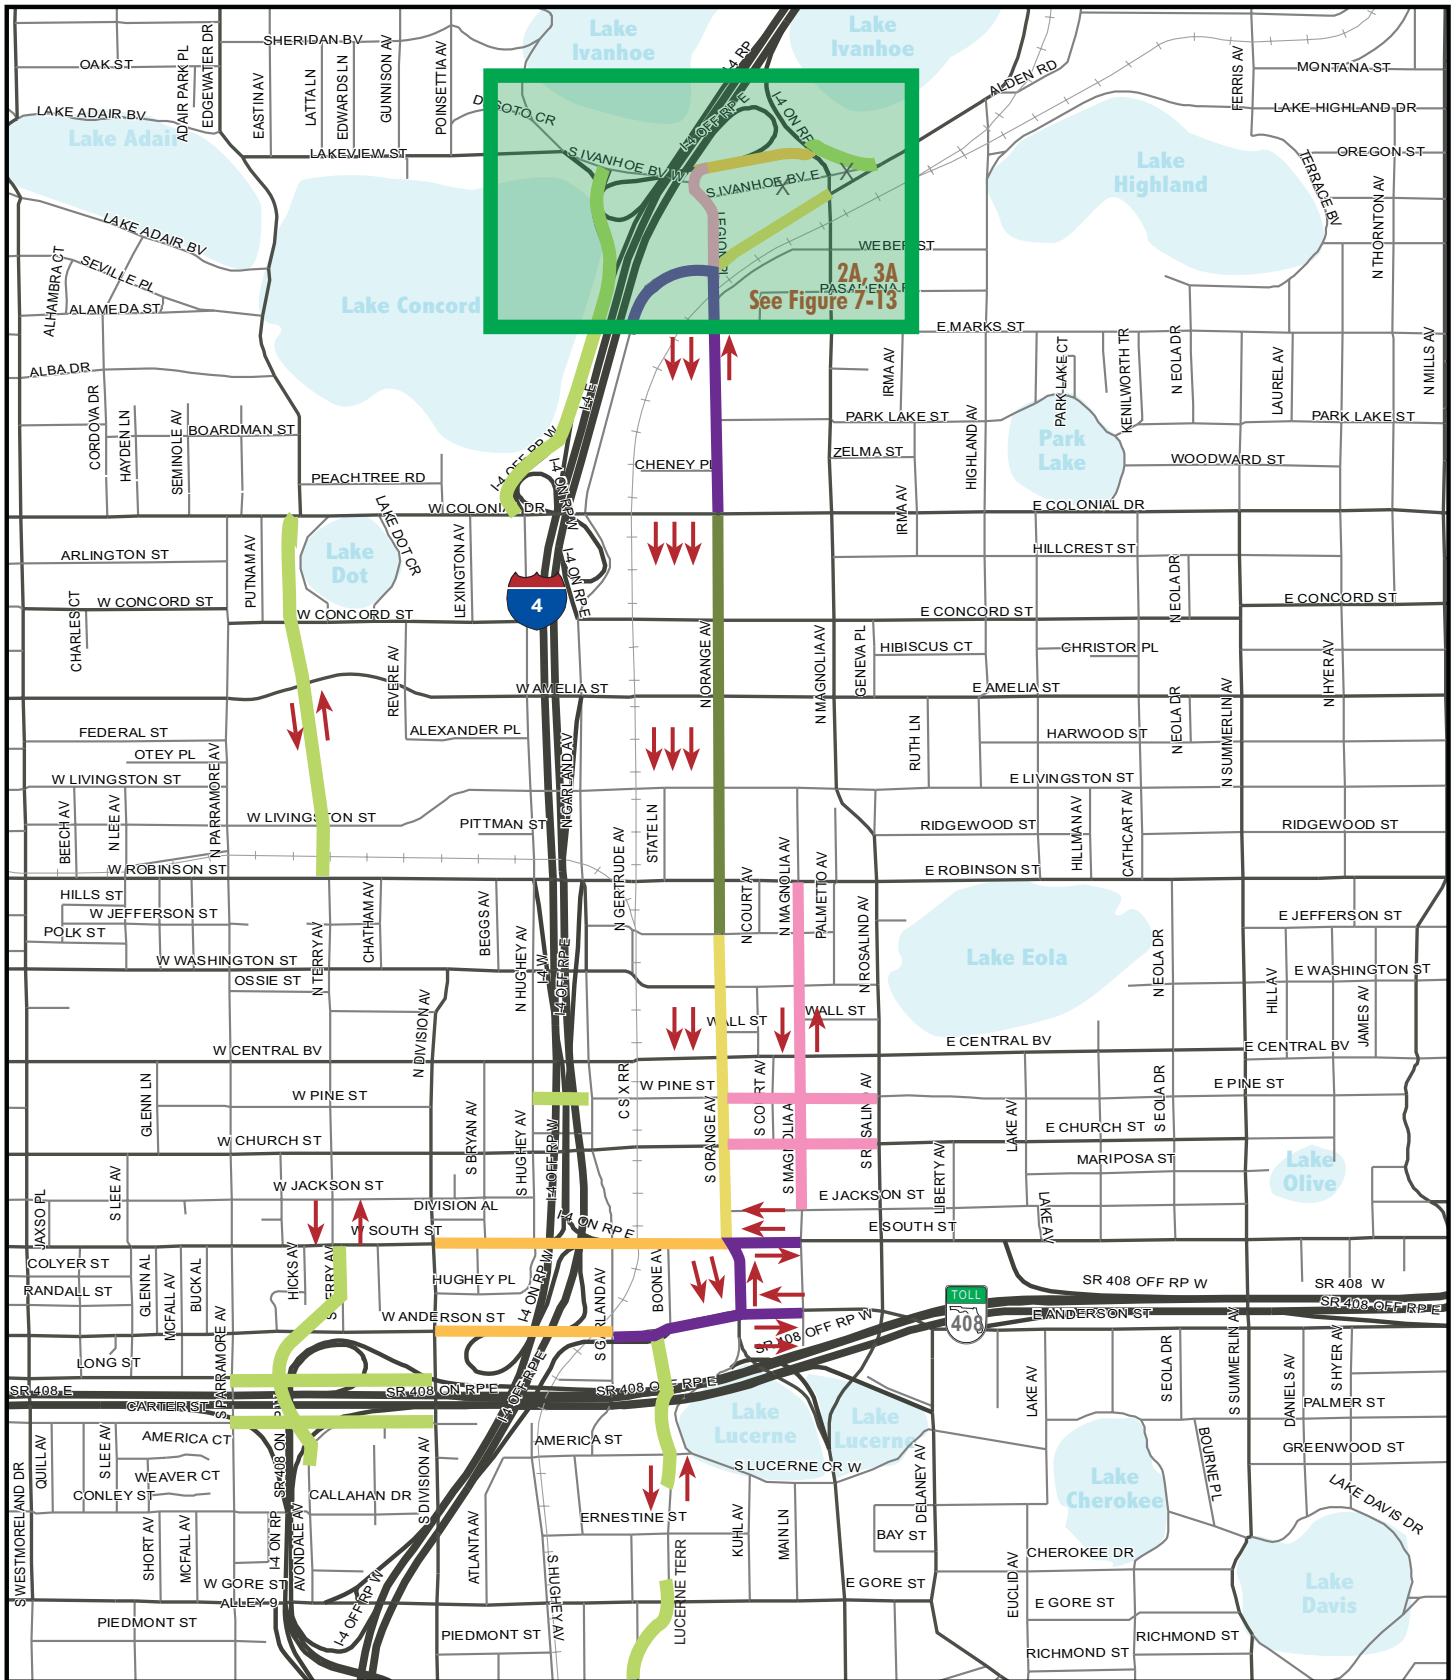 Lake
Ivanhoe
Lake
Ivanhoe
I-4 RP
SHERIDAN BV
OAK ST
ADAIR PARK PL
EDGEWATER DR
EASTIN AV
LATTA LN
EDWARDS LN
GUNNISON AV
POINSETTIA AV
ALDEN RD
FERRIS AV
MONTANA ST
LAKE HIGHLAND DR
LAKE ADAIR BV
Lake Adair
LAKEVIEW ST
I-4 OFF RP E
I-4 ON RP
S IVANHOE BV W
S IVANHOE BV E
X
X
LEGION PL
Lake
Highland
OREGON ST
TERRACE BV
N THORNTON AV
LAKE ADAIR BV
SEVILLE PL
ALHAMBRA CT
ALAMEDA ST
Lake Concord
WEBER ST
2A, 3A
See Figure 7-13
E MARKS ST
ALBA DR
CORDOVA DR
HAYDEN LN
SEMINOLE AV
BOARDMAN ST
I-4 E
IRMA AV
HIGHLAND AV
PARK LAKE CT
KENILWORTH TR
N EOLA DR
LAUREL AV
N MILLS AV
PARK LAKE ST
PARK LAKE ST
Park
Lake
ZELMA ST
WOODWARD ST
PEACHTREE RD
I-4 OFF RP W
I-4 ON RP W
CHENEY PL
W COLONIAL DR
E COLONIAL DR
IRMA AV
LAKE DOT CR
Lake
Dot
ARLINGTON ST
PUTNAM AV
LEXINGTON AV
HILLCREST ST
I-4 ON RP E
4
CHARLES CT
W CONCORD ST
W CONCORD ST
E CONCORD ST
E CONCORD ST
N EOLA DR
N ORANGE AV
N MAGNOLIA AV
GENEVA PL
HIBISCUS CT
CHRISTOR PL
N HYER AV
REVERE AV
W AMELIA ST
E AMELIA ST
FEDERAL ST
OTEY PL
W LIVINGSTON ST
N PARRAMORE AV
ALEXANDER PL
N GARLAND AV
RUTH LN
HARWOOD ST
N EOLA DR
N SUMMERLIN AV
E LIVINGSTON ST
BEECH AV
N LEE AV
W LIVINGSTON ST
PITTMAN ST
N GERTRUDE AV
STATE LN
RIDGEWOOD ST
HILLMAN AV
CATHCART AV
RIDGEWOOD ST
W ROBINSON ST
E ROBINSON ST
HILLS ST
W JEFFERSON ST
POLK ST
W WASHINGTON ST
OSSIE ST
N TERRY AV
CHATHAM AV
BEGGS AV
N HUGHEY AV
I-4 W
I-4 OFF RP E
N COURT AV
N MAGNOLIA AV
PALMETTO AV
N ROSALIND AV
Lake Eola
N EOLA DR
E JEFFERSON ST
E WASHINGTON ST
HILL AV
JAMES AV
N DIVISION AV
WALL ST
WALL ST
W CENTRAL BV
E CENTRAL BV
E CENTRAL BV
GLENN LN
W PINE ST
C S X RR
W PINE ST
S COURT AV
E PINE ST
S EOLA DR
W CHURCH ST
S BRYAN AV
S HUGHEY AV
I-4 OFF RP W
S ORANGE AV
LAKE AV
E CHURCH ST
MARIPOSA ST
Lake
Olive
JAXSO PL
S LEE AV
W JACKSON ST
DIVISION AL
E JACKSON ST
LIBERTY AV
LAKE AV
W SOUTH ST
I-4 ON RP E
E SOUTH ST
COLYER ST
RANDALL ST
GLENN AL
MCFALL AV
BUCK AL
HICKS AV
HUGHEY PL
I-4 ON RP W
BOONE AV
SR 408 OFF RP W
SR 408 W
SR 408 OFF RP E
TOLL
408
E ANDERSON ST
W ANDERSON ST
S GARLAND AV
SR 408 OFF RP W
S PARRAMORE AV
LONG ST
SR 408 E
CARTER ST
SR 408 ON RP E
SR 408 OFF RP E
I-4 OFF RP E
LAKE AV
S EOLA DR
S SUMMERLIN AV
DANIELS AV
S HYER AV
PALMER ST
AMERICA CT
AMERICA ST
Lake
Lucerne
Lake
Lucerne
S LUCERNE CR W
DELANEY AV
BOURNE PL
GREENWOOD ST
S WESTMORELAND DR
QUILL AV
S LEE AV
WEAVER CT
CONLEY ST
CALLAHAN DR
S DIVISION AV
Lake
Cherokee
LAKE DAVIS DR
SHORT AV
MCFALL AV
I-4 ON RP
AVONDALE AV
ATLANTA AV
ERNESTINE ST
KUHL AV
MAIN LN
BAY ST
CHEROKEE DR
W GORE ST
ALLEY 9
I-4 OFF RP W
S HUGHEY AV
LUCERNE TERR
E GORE ST
EUCLID AV
E GORE ST
Lake
Davis
PIEDMONT ST
PIEDMONT ST
RICHMOND ST
RICHMOND ST